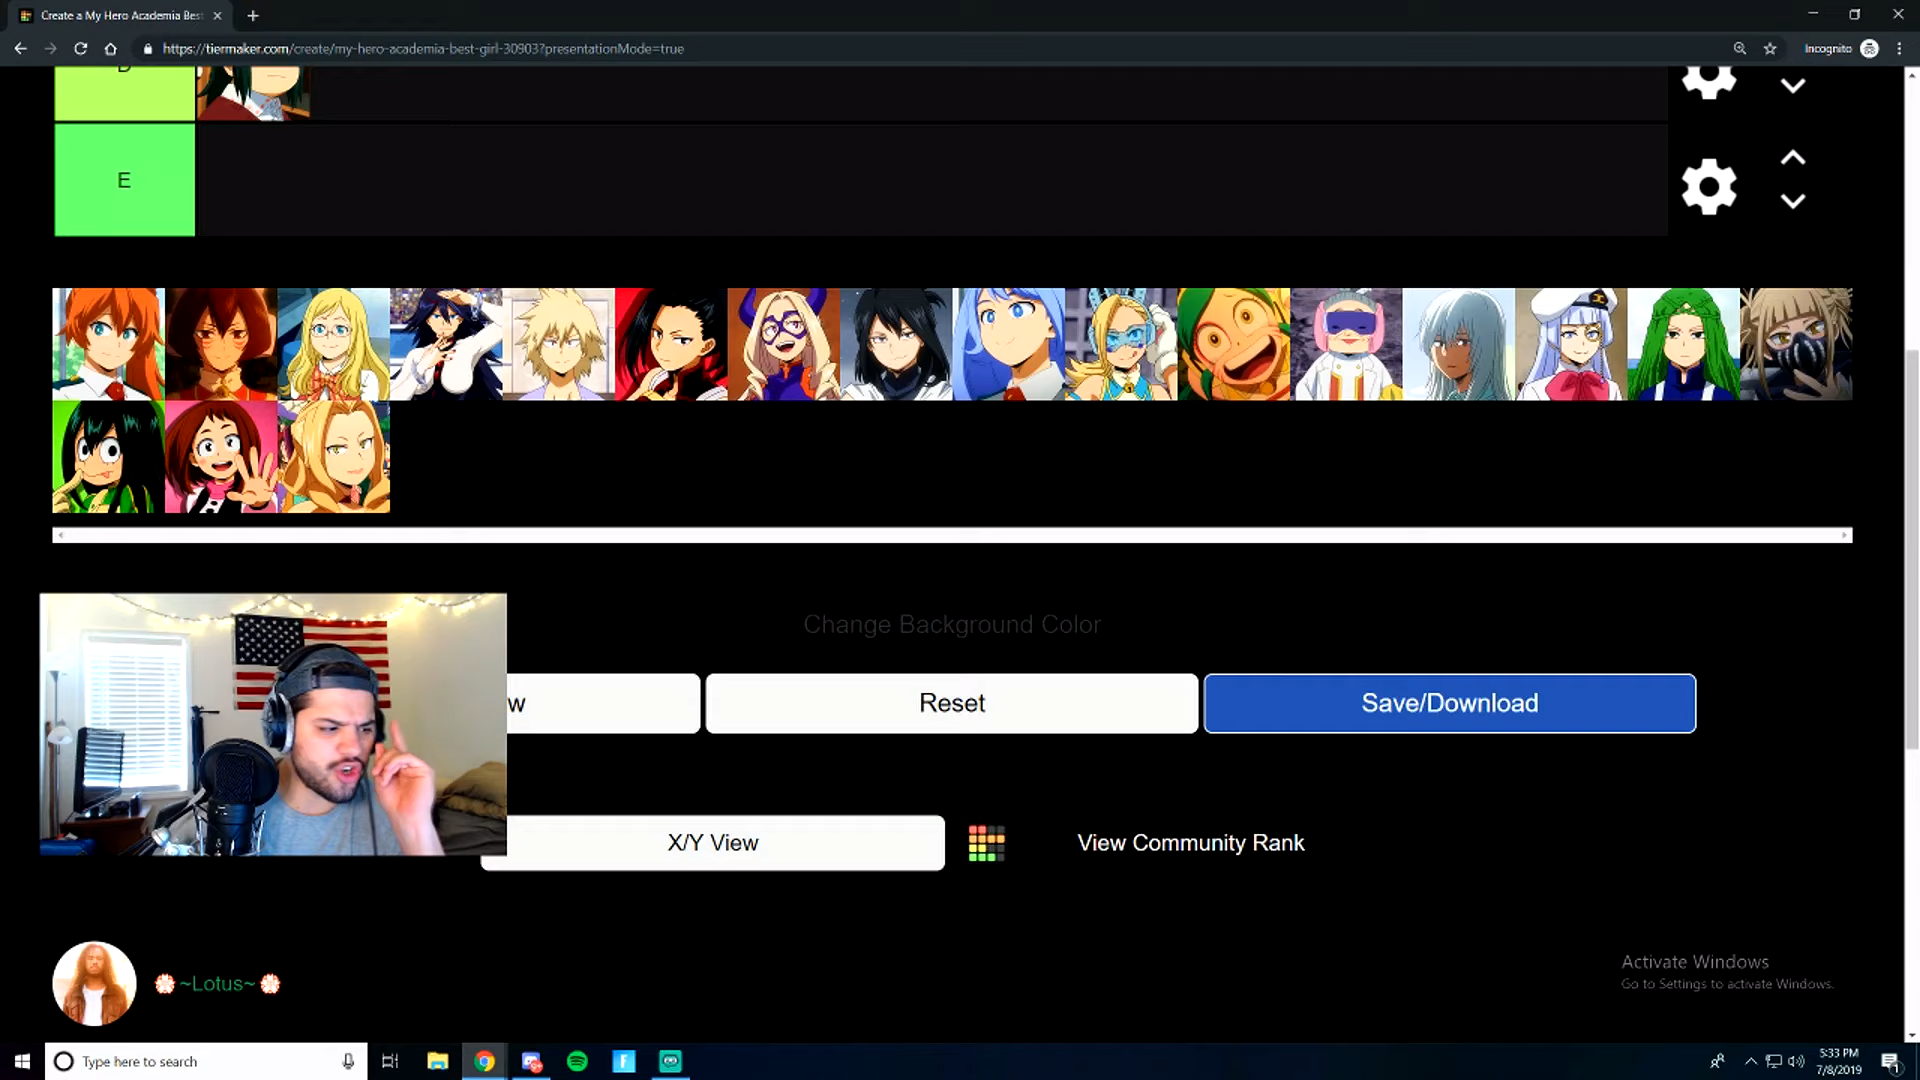 Create a My Hero Academia Bes
https://tiermaker.com/create/my-hero-academia-best-girl-30903?presentationMode=true
Incognito
D
E
Change Background Color
w
Reset
Save/Download
X/Y View
View Community Rank
~Lotus~
Activate Windows
Go to Settings to activate Windows.
Type here to search
5:33 PM
7/8/2019
1